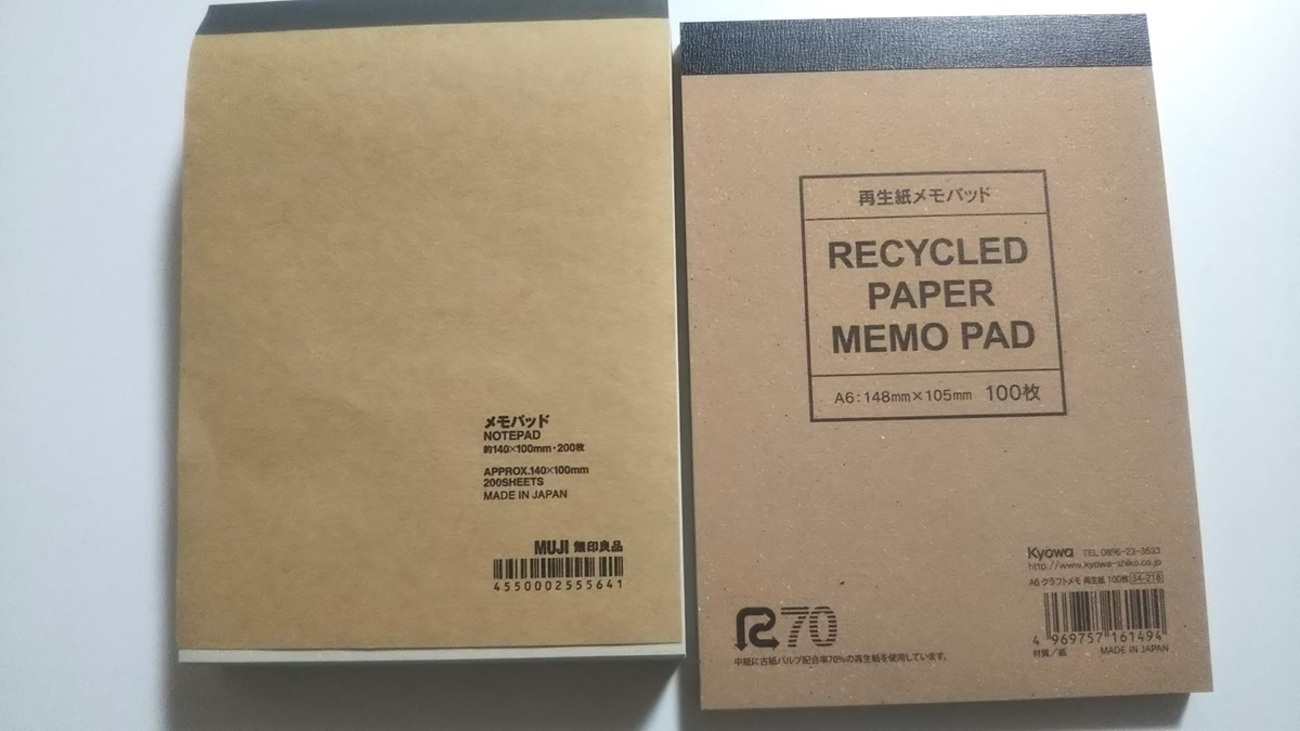 メモパッド
NOTEPAD
約140×100mm・200枚
APPROX.140×100mm
200SHEETS
MADE IN JAPAN
MUJI 無印良品
4550002555641
再生紙メモパッド
RECYCLED
PAPER
MEMO PAD
A6:148mm×105mm 100枚
Kyowa TEL 0896-23-3533
http://www.kyowa-shiko.co.jp
A6 クラフトメモ 再生紙 100枚 34-218
4 969757 161494
材質/紙 MADE IN JAPAN
R70
中紙に古紙パルプ配合率70%の再生紙を使用しています。